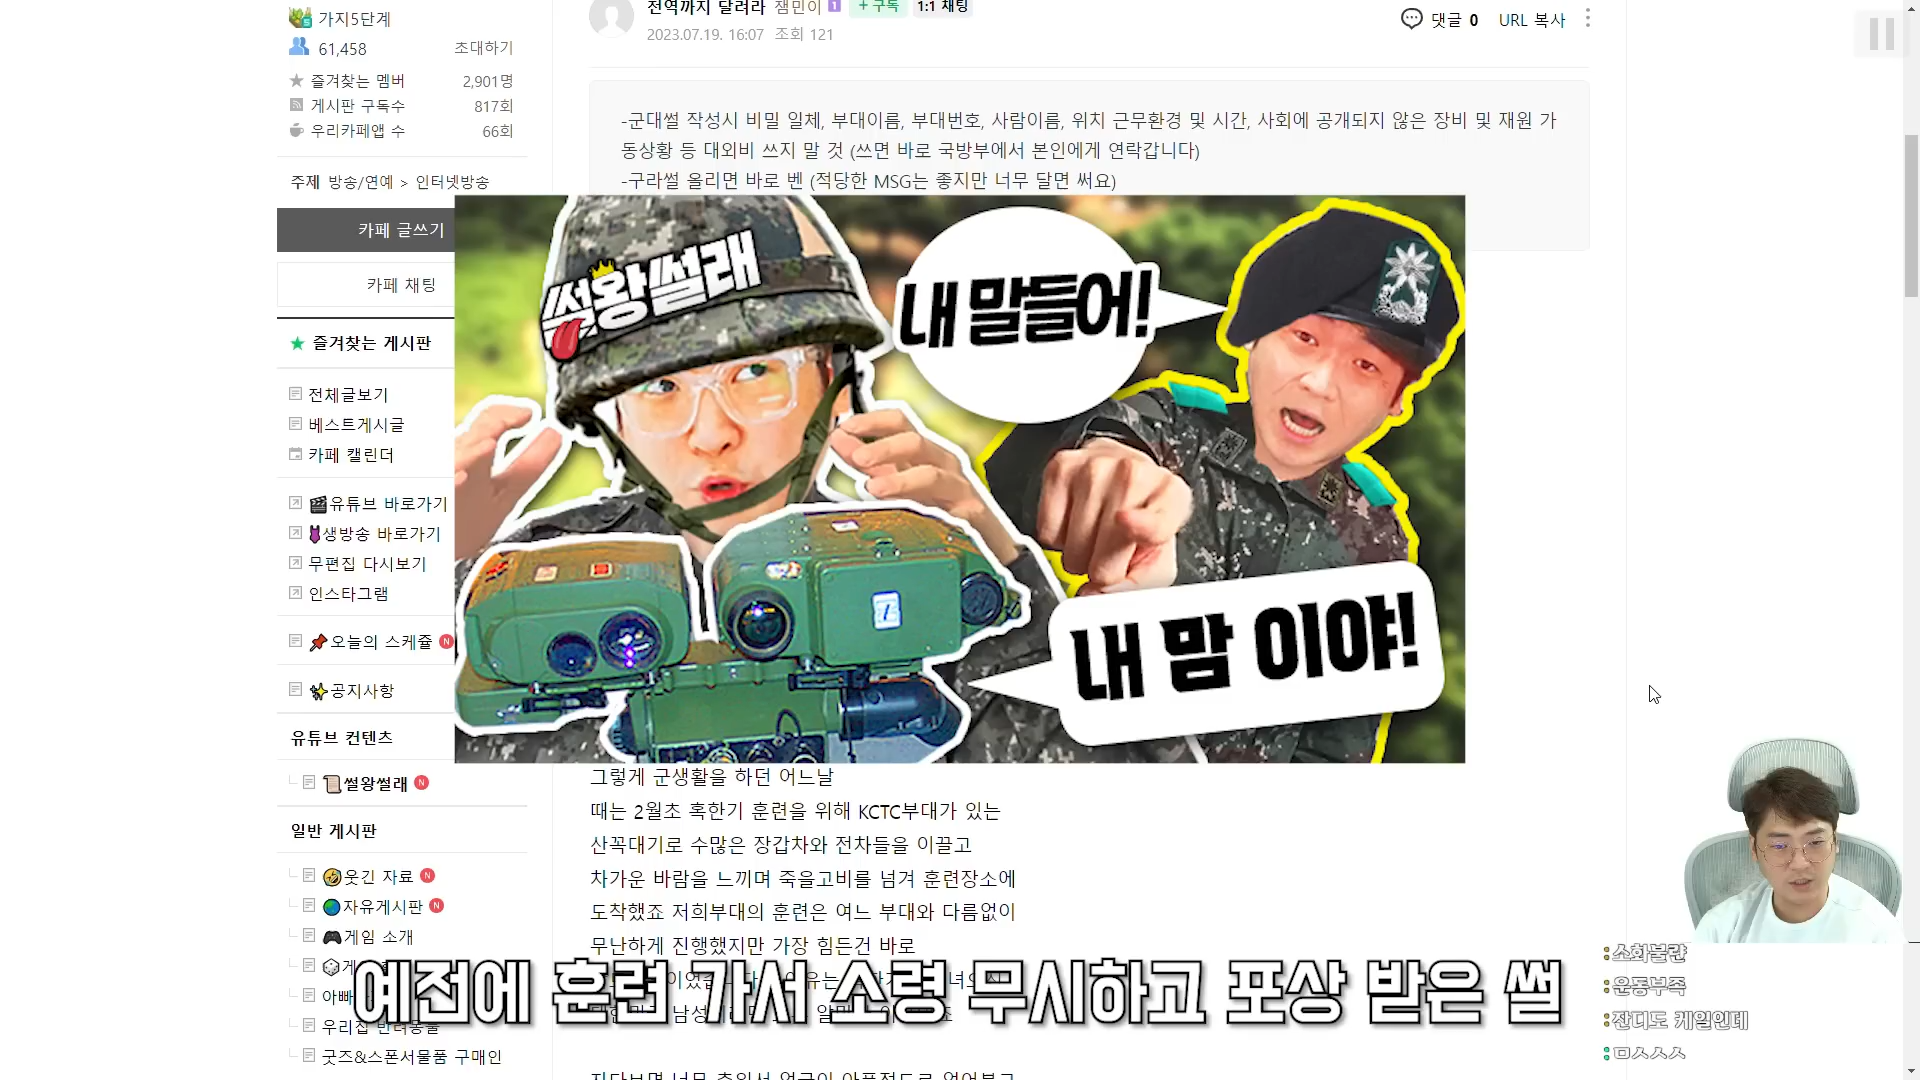 가지5단계
61,458 초대하기
즐겨찾는 멤버 2,901명
게시판 구독수 817회
우리카페앱 수 66회
주제 방송/연예 > 인터넷방송
카페 글쓰기
카페 채팅
즐겨찾는 게시판
전체글보기
베스트게시글
카페 캘린더
유튜브 바로가기
생방송 바로가기
무편집 다시보기
인스타그램
오늘의 스케쥴 N
공지사항
유튜브 컨텐츠
썰왕썰래 N
일반 게시판
웃긴 자료 N
자유게시판 N
게임 소개
우리집 반려동물
굿즈&스폰서물품 구매인
전역까지 달려라 잼민이 1 + 구독 1:1 채팅
2023.07.19. 16:07 조회 121
댓글 0 URL 복사
-군대썰 작성시 비밀 일체, 부대이름, 부대번호, 사람이름, 위치 근무환경 및 시간, 사회에 공개되지 않은 장비 및 재원 가
동상황 등 대외비 쓰지 말 것 (쓰면 바로 국방부에서 본인에게 연락갑니다)
-구라썰 올리면 바로 벤 (적당한 MSG는 좋지만 너무 달면 써요)
썰왕썰래
내 말들어!
내 맘 이야!
그렇게 군생활을 하던 어느날
때는 2월초 혹한기 훈련을 위해 KCTC부대가 있는
산꼭대기로 수많은 장갑차와 전차들을 이끌고
차가운 바람을 느끼며 죽을고비를 넘겨 훈련장소에
도착했죠 저희부대의 훈련은 여느 부대와 다름없이
무난하게 진행했지만 가장 힘든건 바로
예전에 훈련 가서 소령 무시하고 포상 받은 썰
:소화불량
:운동부족
:잔디도 케일인데
:ㅁㅅㅅㅅ